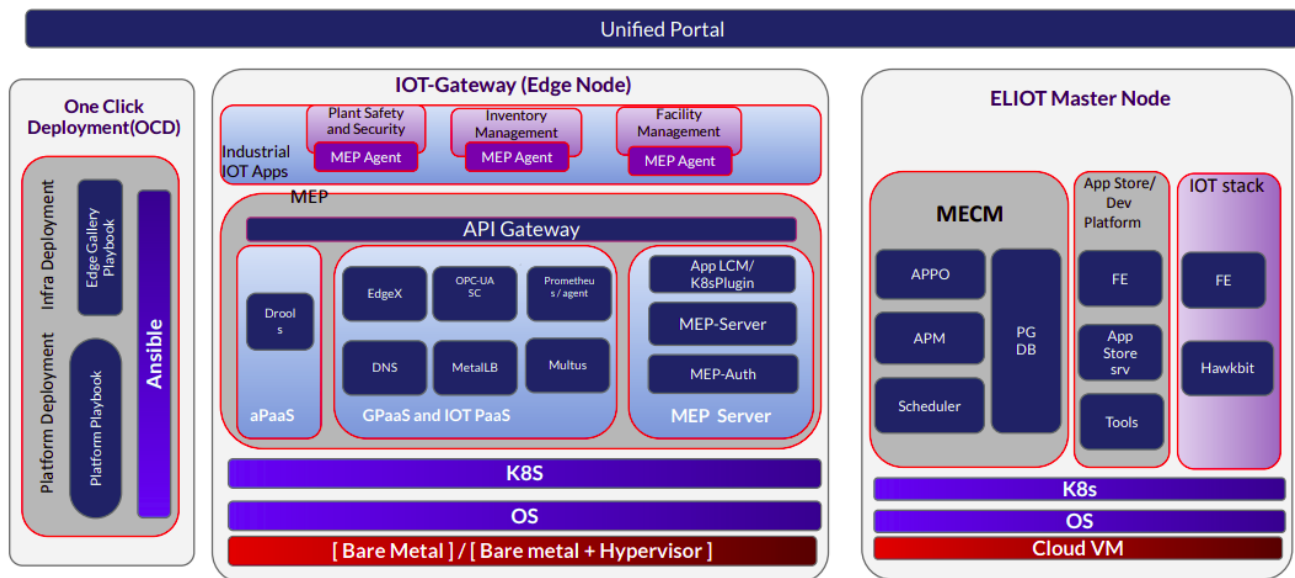 Unified Portal
One Click
Deployment(OCD)
Infra Deployment
Edge Gallery
Playbook
Platform Deployment
Platform Playbook
Ansible
IOT-Gateway (Edge Node)
Industrial
IOT Apps
Plant Safety
and Security
MEP Agent
Inventory
Management
MEP Agent
Facility
Management
MEP Agent
MEP
API Gateway
Drool
s
aPaaS
EdgeX
OPC-UA
SC
Prometheu
s / agent
DNS
MetalLB
Multus
GPaaS and IOT PaaS
App LCM/
K8sPlugin
MEP-Server
MEP-Auth
MEP Server
K8S
OS
[ Bare Metal ] / [ Bare metal + Hypervisor ]
ELIOT Master Node
MECM
APPO
APM
Scheduler
PG
DB
App Store/
Dev
Platform
FE
App
Store
srv
Tools
IOT stack
FE
Hawkbit
K8s
OS
Cloud VM